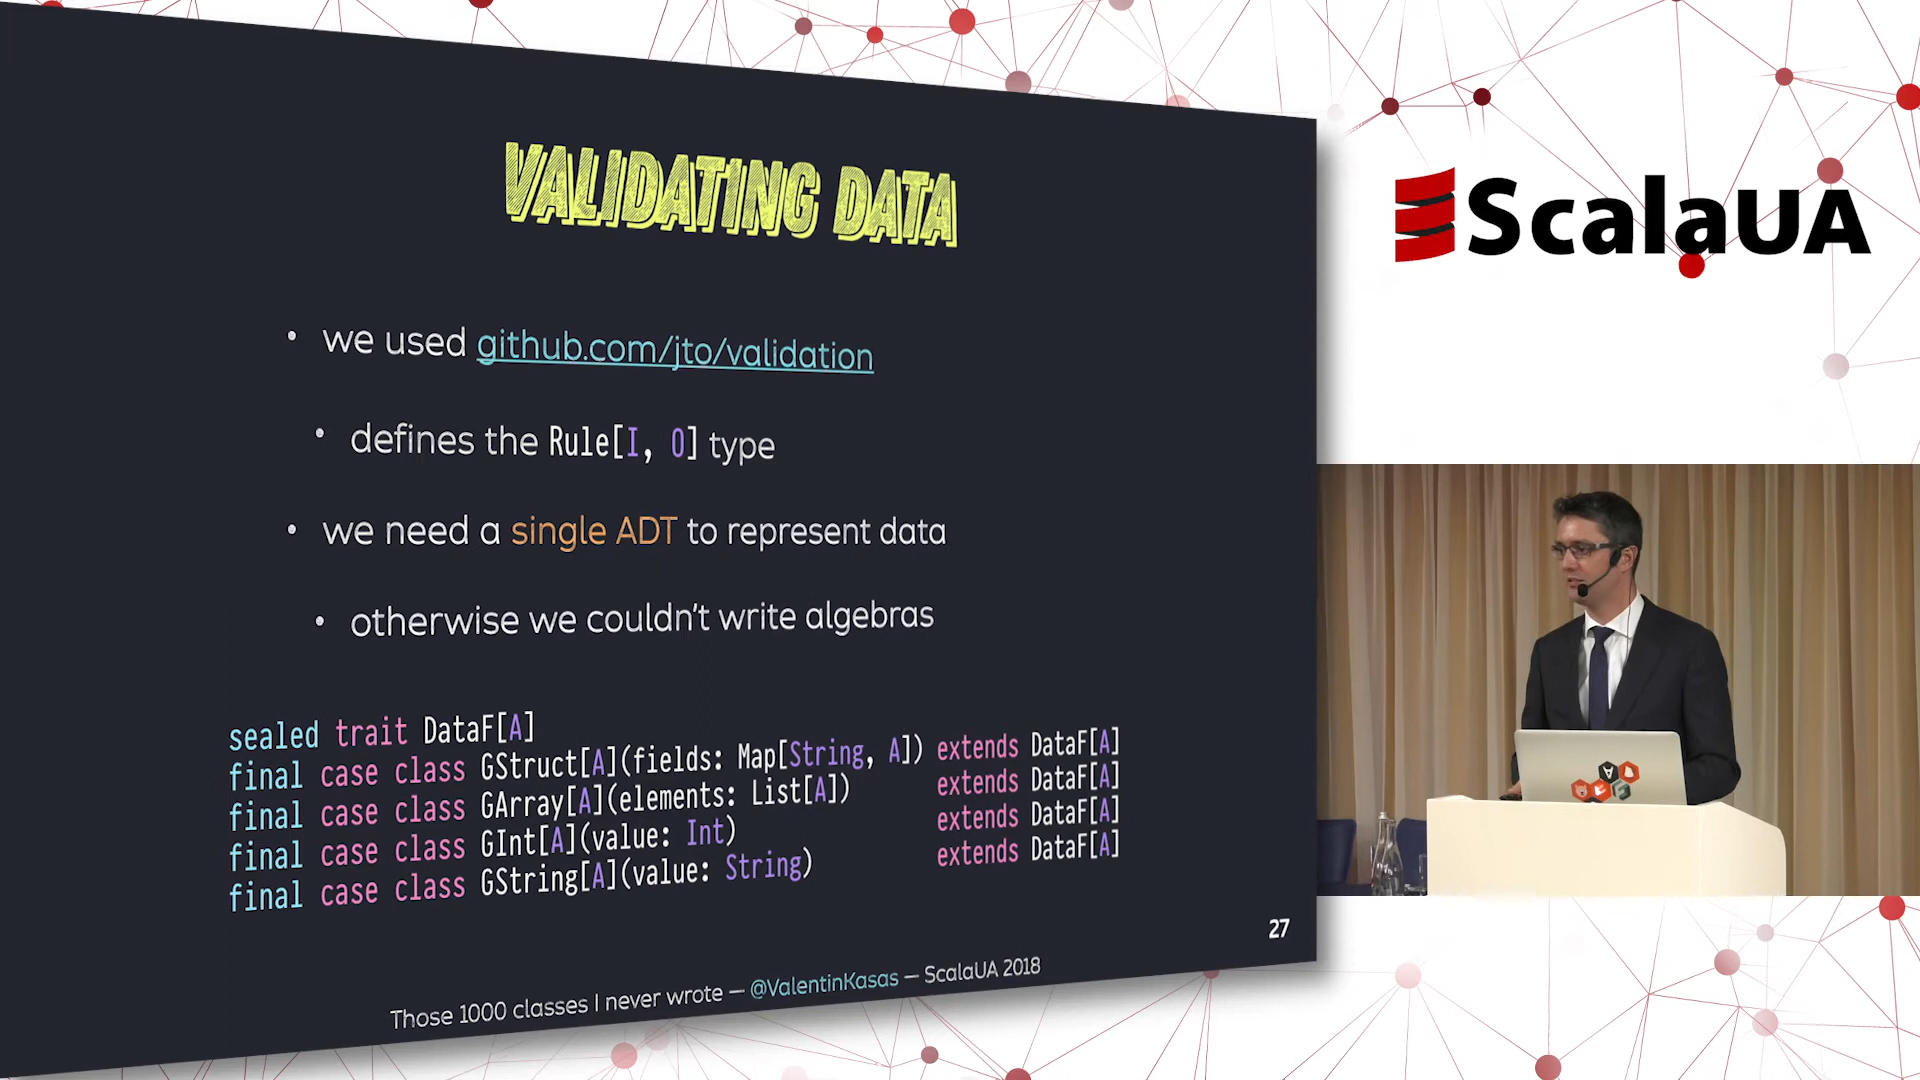 VALIDATING DATA
• we used github.com/jto/validation
• defines the Rule[I, O] type
• we need a single ADT to represent data
• otherwise we couldn't write algebras
sealed trait DataF[A]
final case class GStruct[A](fields: Map[String, A]) extends DataF[A]
final case class GArray[A](elements: List[A]) extends DataF[A]
final case class GInt[A](value: Int) extends DataF[A]
final case class GString[A](value: String) extends DataF[A]
27
Those 1000 classes I never wrote — @ValentinKasas — ScalaUA 2018
ScalaUA